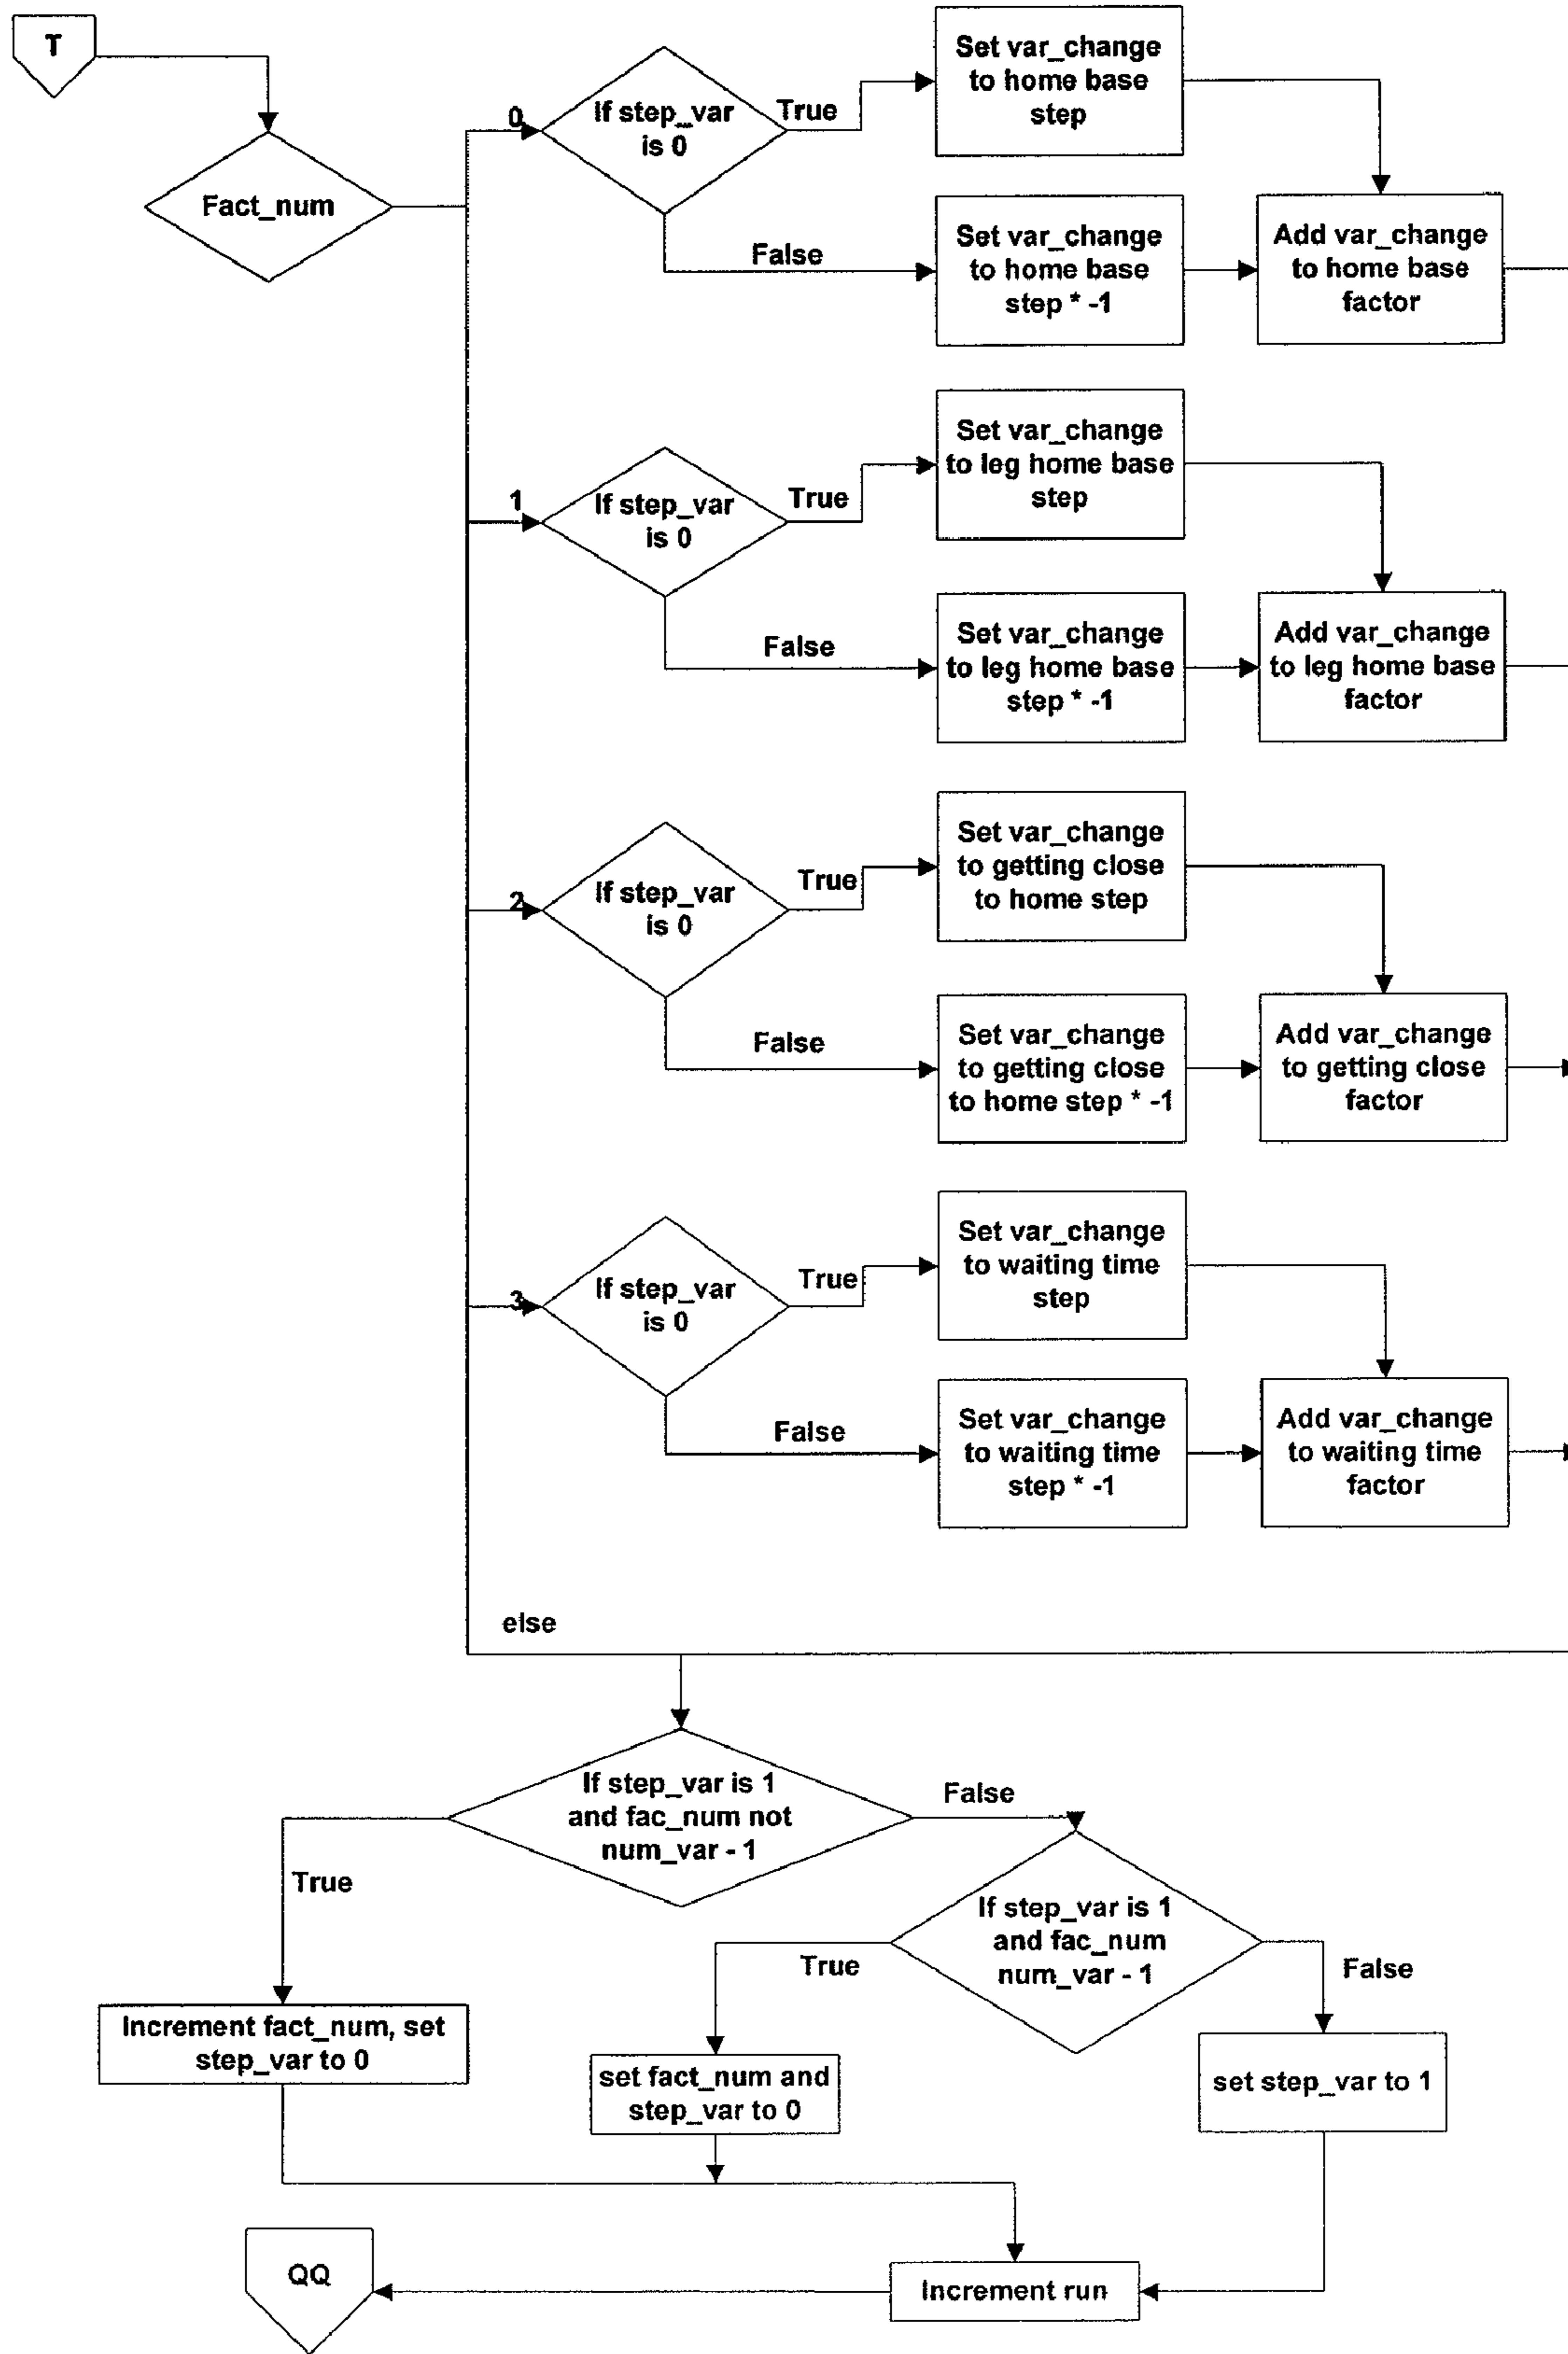 T
Fact_num
0
If step_var
is 0
True
Set var_change
to home base
step
False
Set var_change
to home base
step * -1
Add var_change
to home base
factor
1
If step_var
is 0
True
Set var_change
to leg home base
step
False
Set var_change
to leg home base
step * -1
Add var_change
to leg home base
factor
2
If step_var
is 0
True
Set var_change
to getting close
to home step
False
Set var_change
to getting close
to home step * -1
Add var_change
to getting close
factor
3
If step_var
is 0
True
Set var_change
to waiting time
step
False
Set var_change
to waiting time
step * -1
Add var_change
to waiting time
factor
else
If step_var is 1
and fac_num not
num_var - 1
False
True
If step_var is 1
and fac_num
num_var - 1
True
False
Increment fact_num, set
step_var to 0
set fact_num and
step_var to 0
set step_var to 1
QQ
Increment run